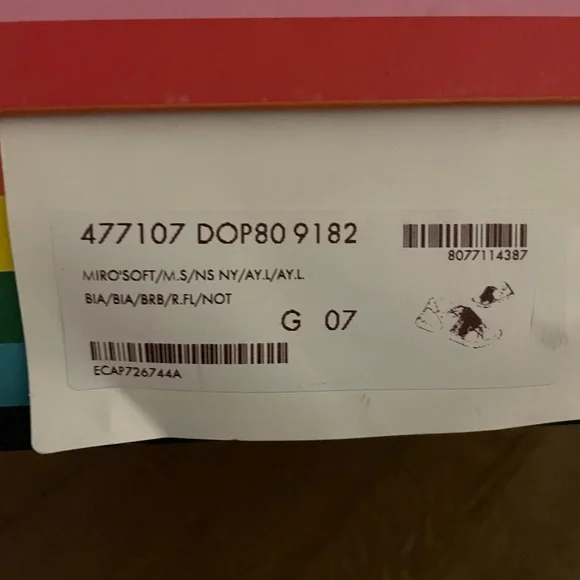 477107 DOP80 9182
8077114387
MIRO'SOFT/M.S/NS NY/AY.L/AY.L
BIA/BIA/BRB/R.FL/NOT
G 07
ECAP726744A